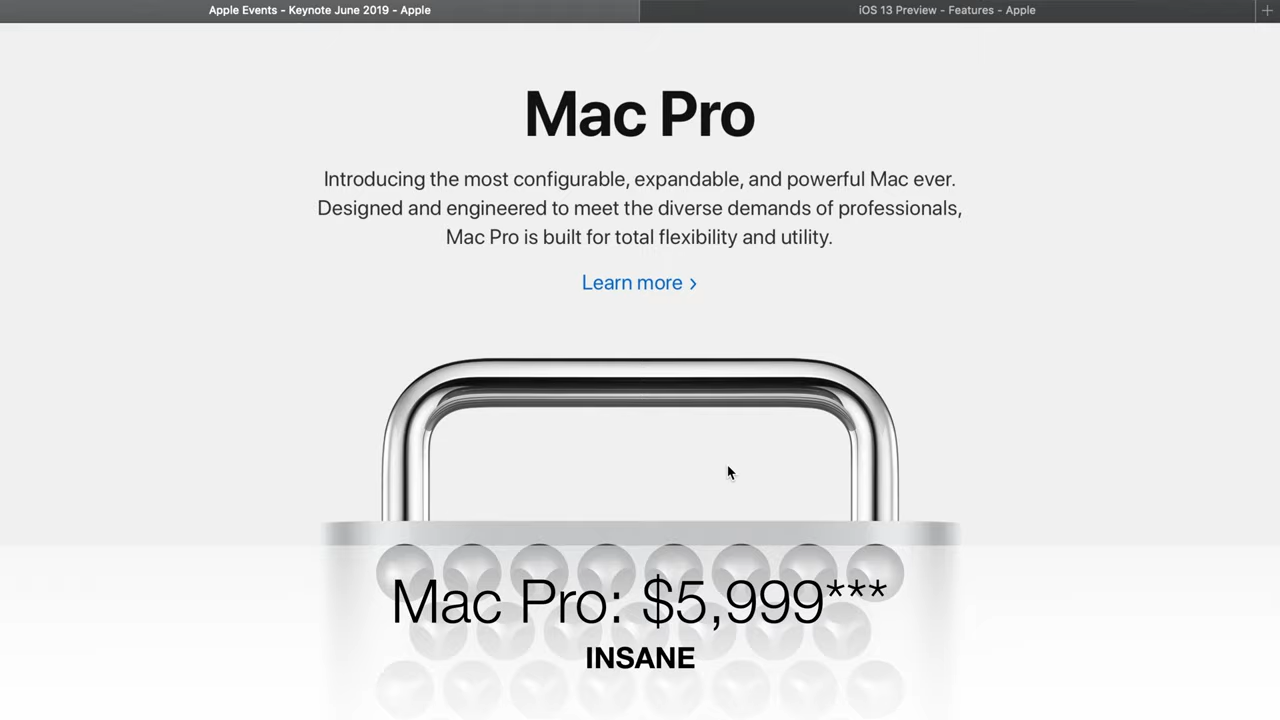 Apple Events - Keynote June 2019 - Apple
iOS 13 Preview - Features - Apple
Mac Pro
Introducing the most configurable, expandable, and powerful Mac ever.
Designed and engineered to meet the diverse demands of professionals,
Mac Pro is built for total flexibility and utility.
Learn more ›
Mac Pro: $5,999***
INSANE